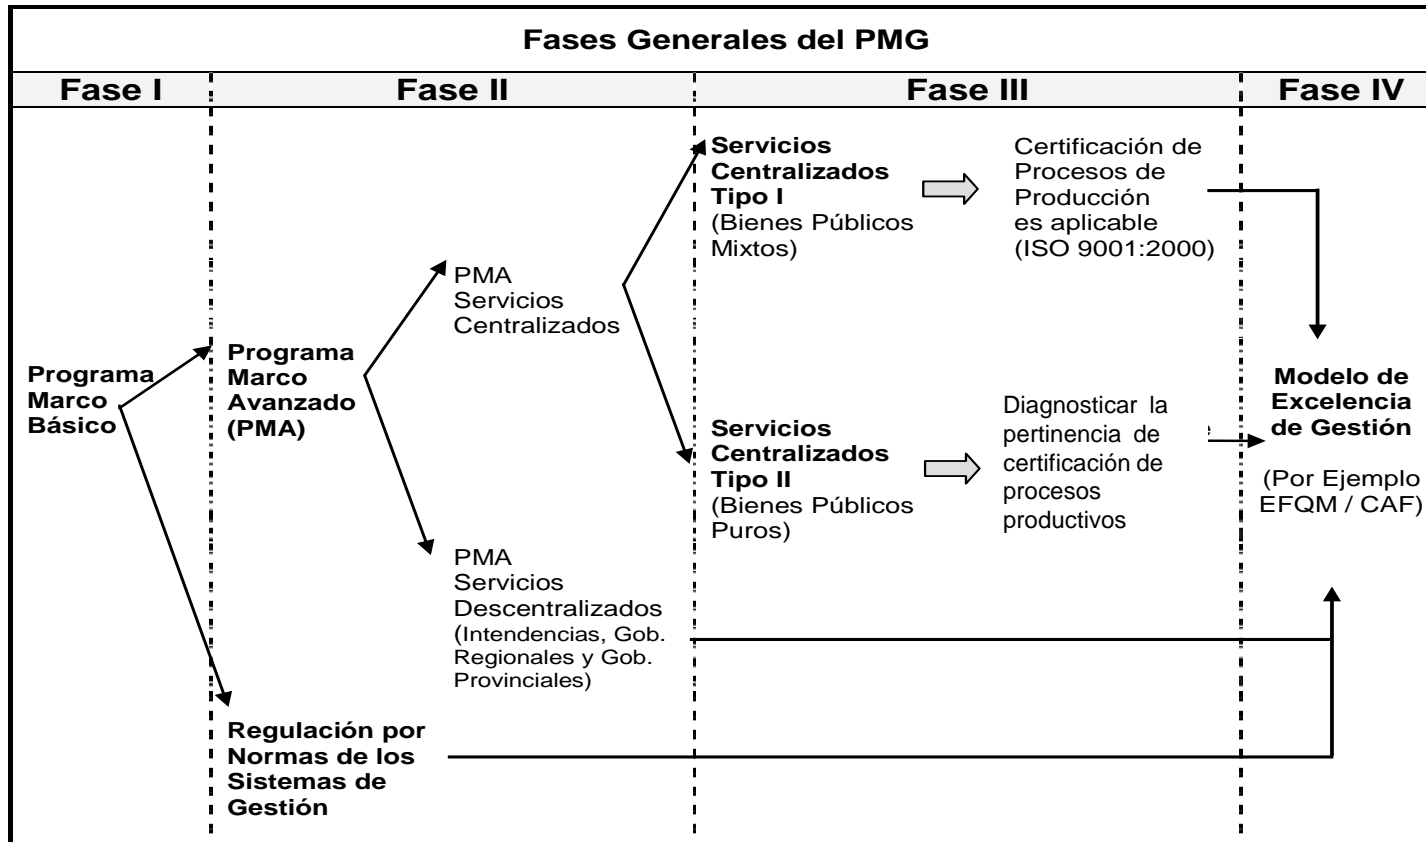 Fases Generales del PMG
Fase I
Fase II
Fase III
Fase IV
Programa
Marco
Básico
Programa
Marco
Avanzado
(PMA)
Regulación por
Normas de los
Sistemas de
Gestión
PMA
Servicios
Centralizados
PMA
Servicios
Descentralizados
(Intendencias, Gob.
Regionales y Gob.
Provinciales)
Servicios
Centralizados
Tipo I
(Bienes Públicos
Mixtos)
Certificación de
Procesos de
Producción
es aplicable
(ISO 9001:2000)
Servicios
Centralizados
Tipo II
(Bienes Públicos
Puros)
Diagnosticar la
pertinencia de
certificación de
procesos
productivos
Modelo de
Excelencia
de Gestión
(Por Ejemplo
EFQM / CAF)